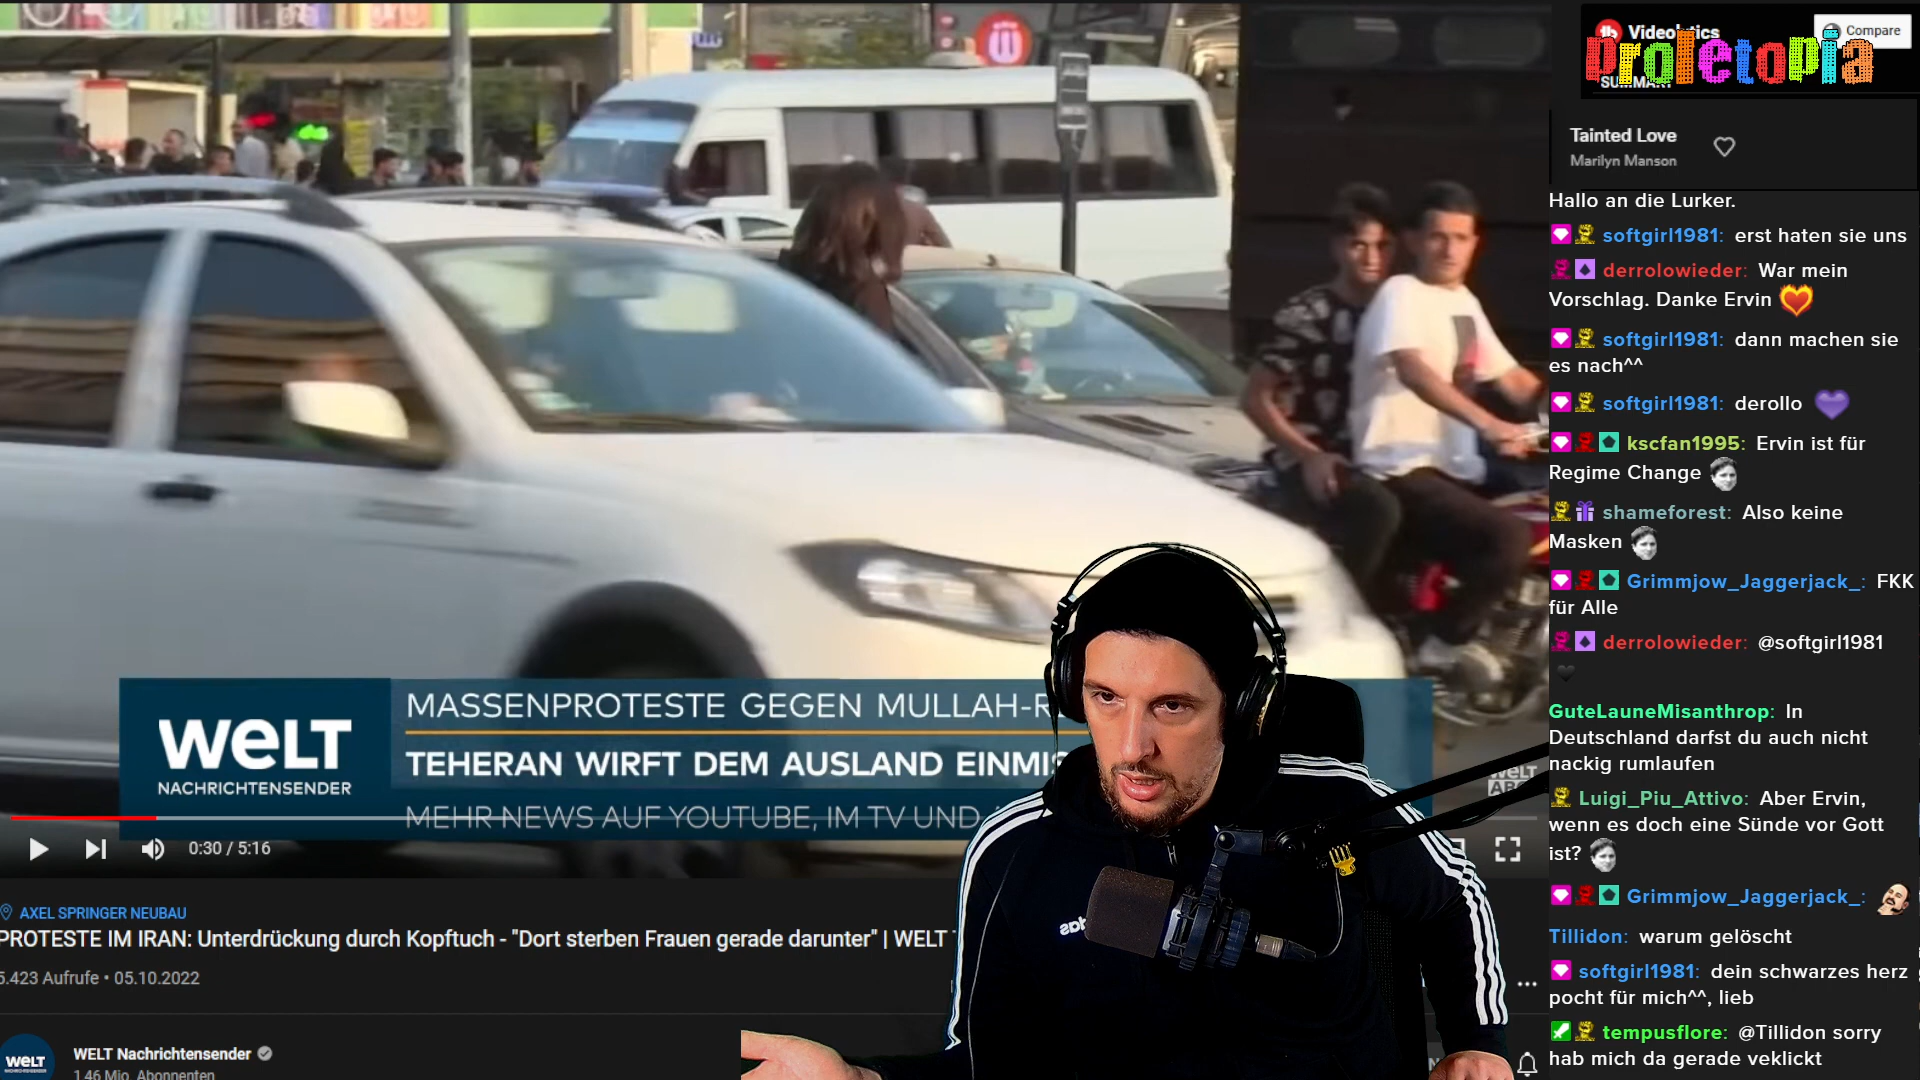 Videolytics
Compare
Proletopia
SUMMARY
Tainted Love
Marilyn Manson
Hallo an die Lurker.
softgirl1981: erst haten sie uns
derrolowieder: War mein
Vorschlag. Danke Ervin
softgirl1981: dann machen sie
es nach^^
softgirl1981: derollo
kscfan1995: Ervin ist für
Regime Change
shameforest: Also keine
Masken
Grimmjow_Jaggerjack_: FKK
für Alle
derrolowieder: @softgirl1981
GuteLauneMisanthrop: In
Deutschland darfst du auch nicht
nackig rumlaufen
Luigi_Piu_Attivo: Aber Ervin,
wenn es doch eine Sünde vor Gott
ist?
Grimmjow_Jaggerjack_:
Tillidon: warum gelöscht
softgirl1981: dein schwarzes herz
pocht für mich^^, lieb
tempusflore: @Tillidon sorry
hab mich da gerade veklickt
WELT
NACHRICHTENSENDER
MASSENPROTESTE GEGEN MULLAH-R
TEHERAN WIRFT DEM AUSLAND EINMIS
MEHR NEWS AUF YOUTUBE, IM TV UND
0:30 / 5:16
AXEL SPRINGER NEUBAU
PROTESTE IM IRAN: Unterdrückung durch Kopftuch - "Dort sterben Frauen gerade darunter" | WELT
5.423 Aufrufe • 05.10.2022
WELT
WELT Nachrichtensender
1,46 Mio. Abonnenten